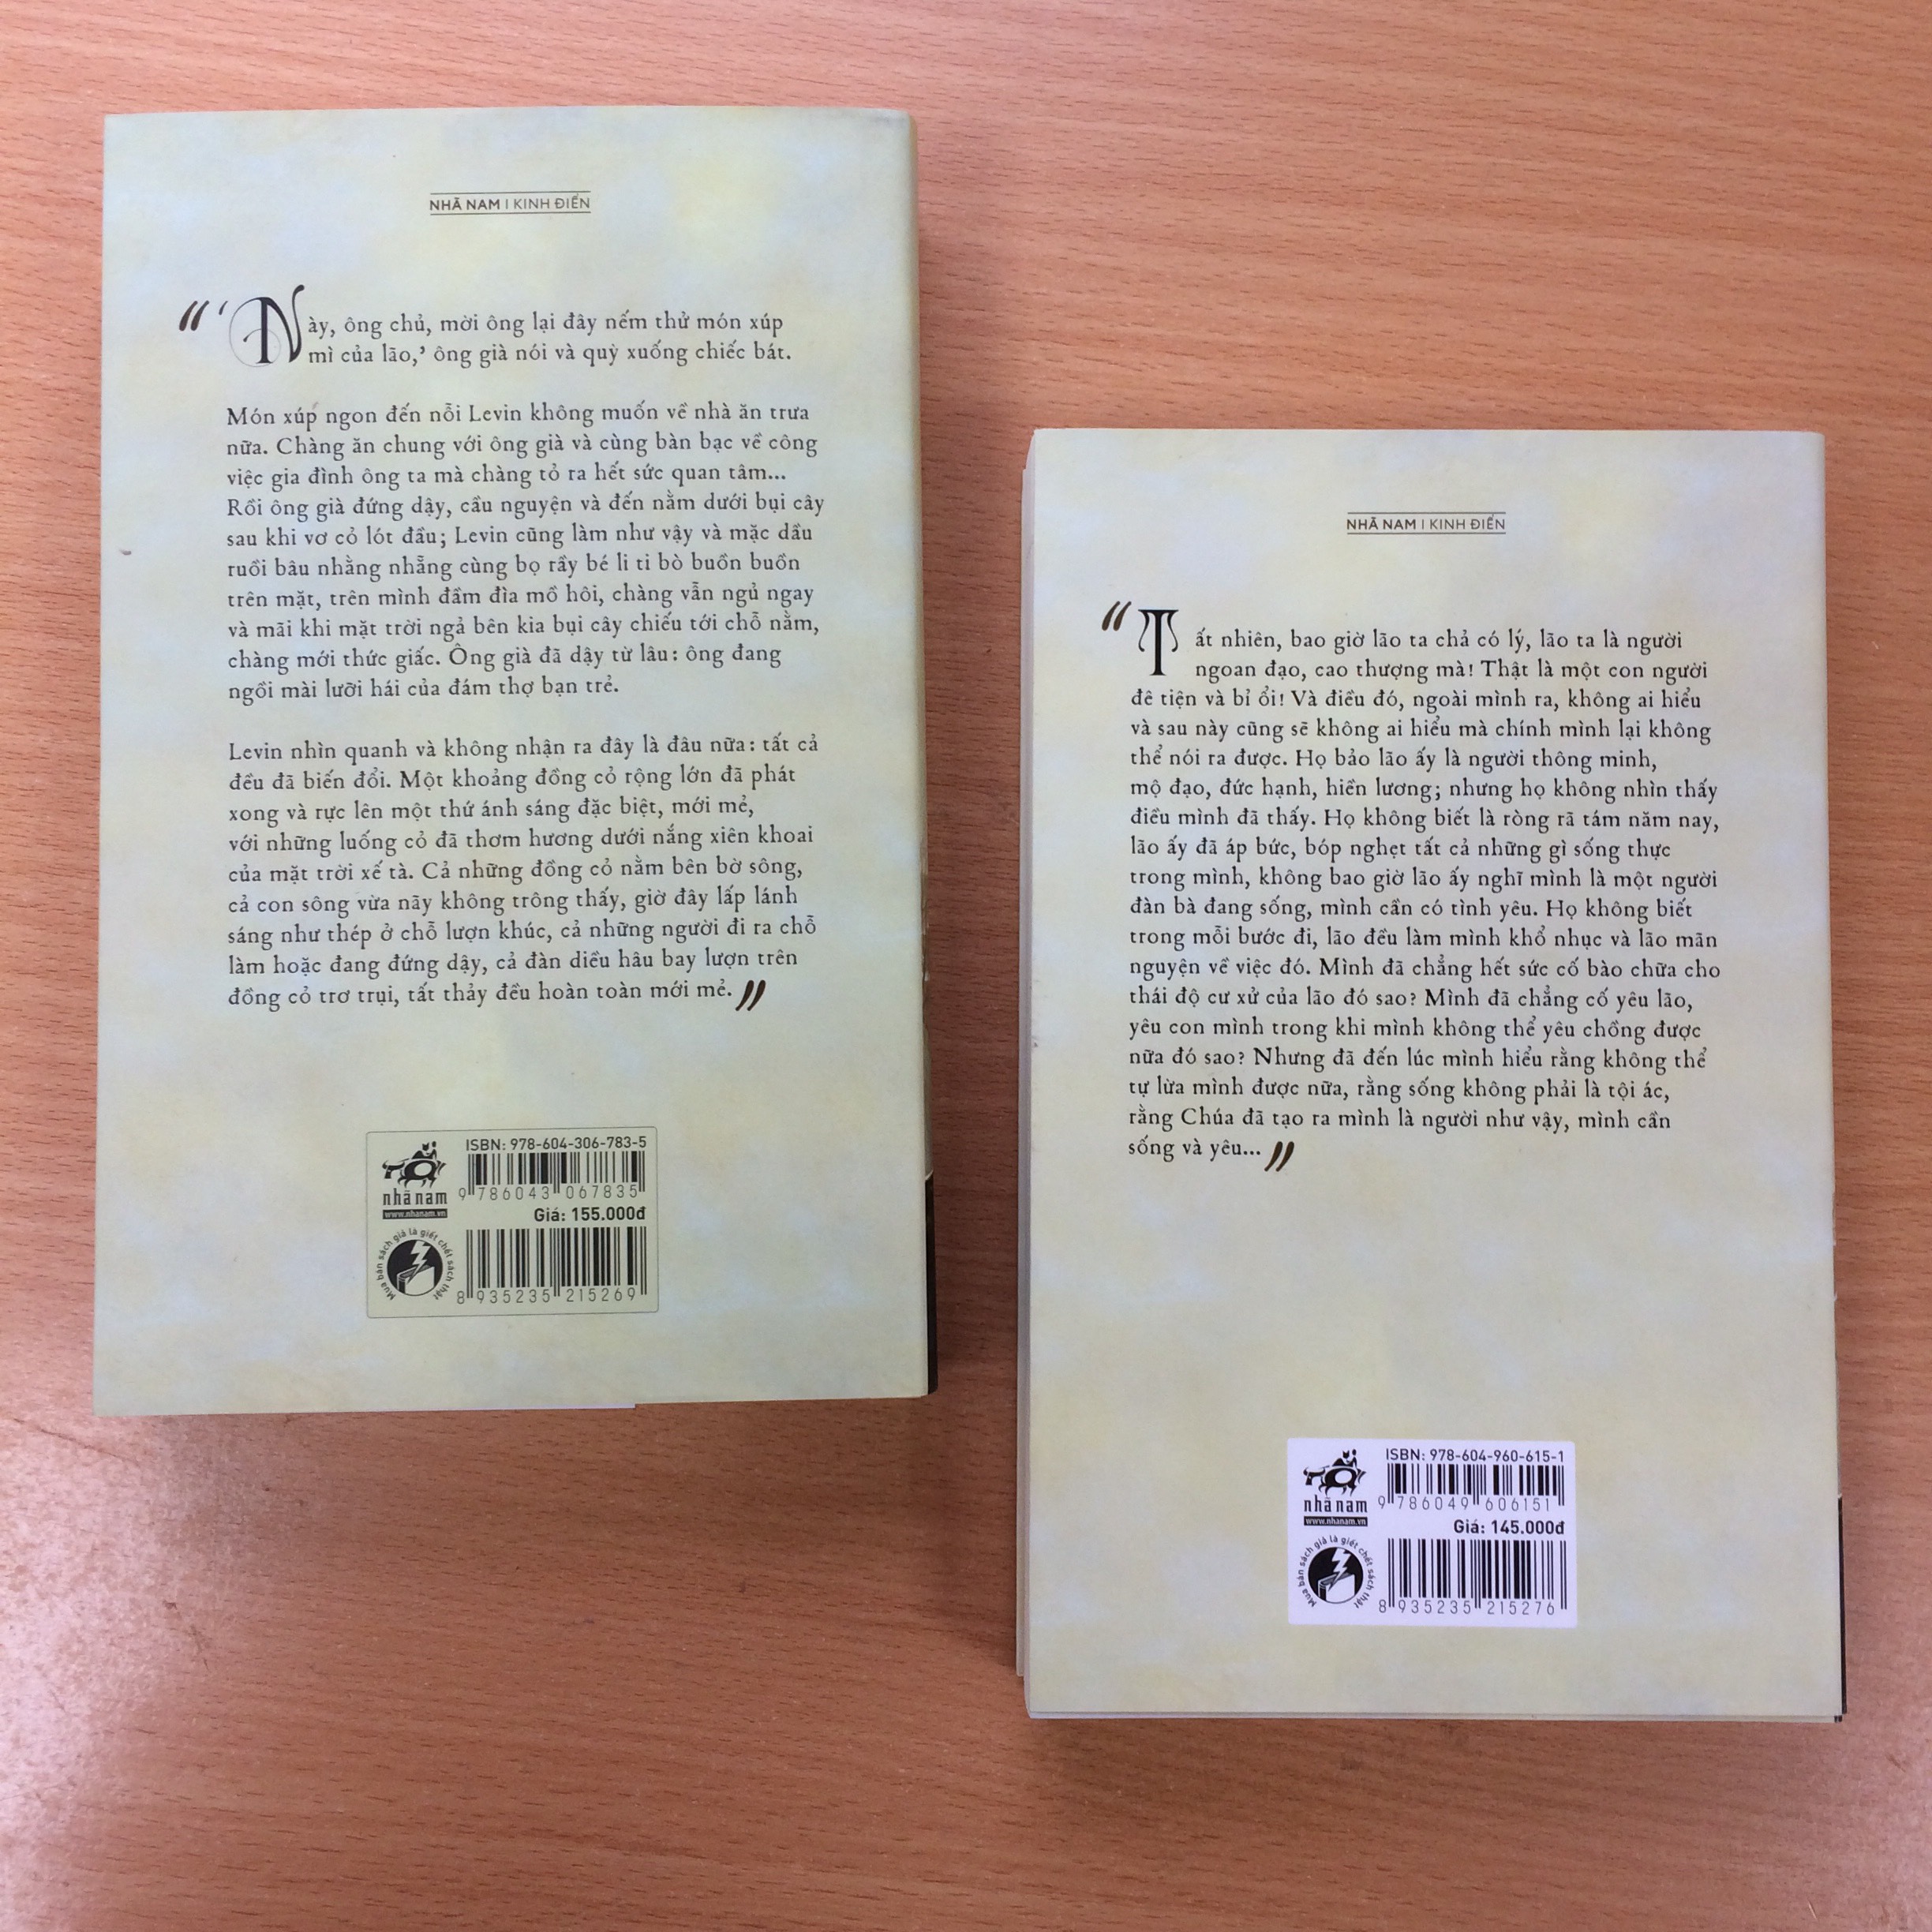 NHÃ NAM | KINH ĐIỂN
“ ‘Này, ông chủ, mời ông lại đây nếm thử món xúp
mì của lão,’ ông già nói và quỳ xuống chiếc bát.
Món xúp ngon đến nỗi Levin không muốn về nhà ăn trưa
nữa. Chàng ăn chung với ông già và cùng bàn bạc về công
việc gia đình ông ta mà chàng tỏ ra hết sức quan tâm...
Rồi ông già đứng dậy, cầu nguyện và đến nằm dưới bụi cây
sau khi vơ cỏ lót đầu; Levin cũng làm như vậy và mặc dầu
ruồi bâu nhằng nhẵng cùng bọ rầy bé li ti bò buồn buồn
trên mặt, trên mình đầm đìa mồ hôi, chàng vẫn ngủ ngay
và mãi khi mặt trời ngả bên kia bụi cây chiếu tới chỗ nằm,
chàng mới thức giấc. Ông già đã dậy từ lâu: ông đang
ngồi mài lưỡi hái của đám thợ bạn trẻ.
Levin nhìn quanh và không nhận ra đây là đâu nữa: tất cả
đều đã biến đổi. Một khoảng đồng cỏ rộng lớn đã phát
xong và rực lên một thứ ánh sáng đặc biệt, mới mẻ,
với những luống cỏ đã thơm hương dưới nắng xiên khoai
của mặt trời xế tà. Cả những đồng cỏ nằm bên bờ sông,
cả con sông vừa nãy không trông thấy, giờ đây lấp lánh
sáng như thép ở chỗ lượn khúc, cả những người đi ra chỗ
làm hoặc đang đứng dậy, cả đàn diều hâu bay lượn trên
đồng cỏ trơ trụi, tất thảy đều hoàn toàn mới mẻ.”
ISBN: 978-604-306-783-5
9 786043 067835
nhã nam
www.nhanam.vn
Giá: 155.000đ
Mua bán sách giả là giết chết sách thật
8 935235 215269
NHÃ NAM | KINH ĐIỂN
“Tất nhiên, bao giờ lão ta chả có lý, lão ta là người
ngoan đạo, cao thượng mà! Thật là một con người
đê tiện và bỉ ổi! Và điều đó, ngoài mình ra, không ai hiểu
và sau này cũng sẽ không ai hiểu mà chính mình lại không
thể nói ra được. Họ bảo lão ấy là người thông minh,
mộ đạo, đức hạnh, hiền lương; nhưng họ không nhìn thấy
điều mình đã thấy. Họ không biết là ròng rã tám năm nay,
lão ấy đã áp bức, bóp nghẹt tất cả những gì sống thực
trong mình, không bao giờ lão ấy nghĩ mình là một người
đàn bà đang sống, mình cần có tình yêu. Họ không biết
trong mỗi bước đi, lão đều làm mình khổ nhục và lão mãn
nguyện về việc đó. Mình đã chẳng hết sức cố bào chữa cho
thái độ cư xử của lão đó sao? Mình đã chẳng cố yêu lão,
yêu con mình trong khi mình không thể yêu chồng được
nữa đó sao? Nhưng đã đến lúc mình hiểu rằng không thể
tự lừa mình được nữa, rằng sống không phải là tội ác,
rằng Chúa đã tạo ra mình là người như vậy, mình cần
sống và yêu...”
ISBN: 978-604-960-615-1
9 786049 606151
nhã nam
www.nhanam.vn
Giá: 145.000đ
Mua bán sách giả là giết chết sách thật
8 935235 215276